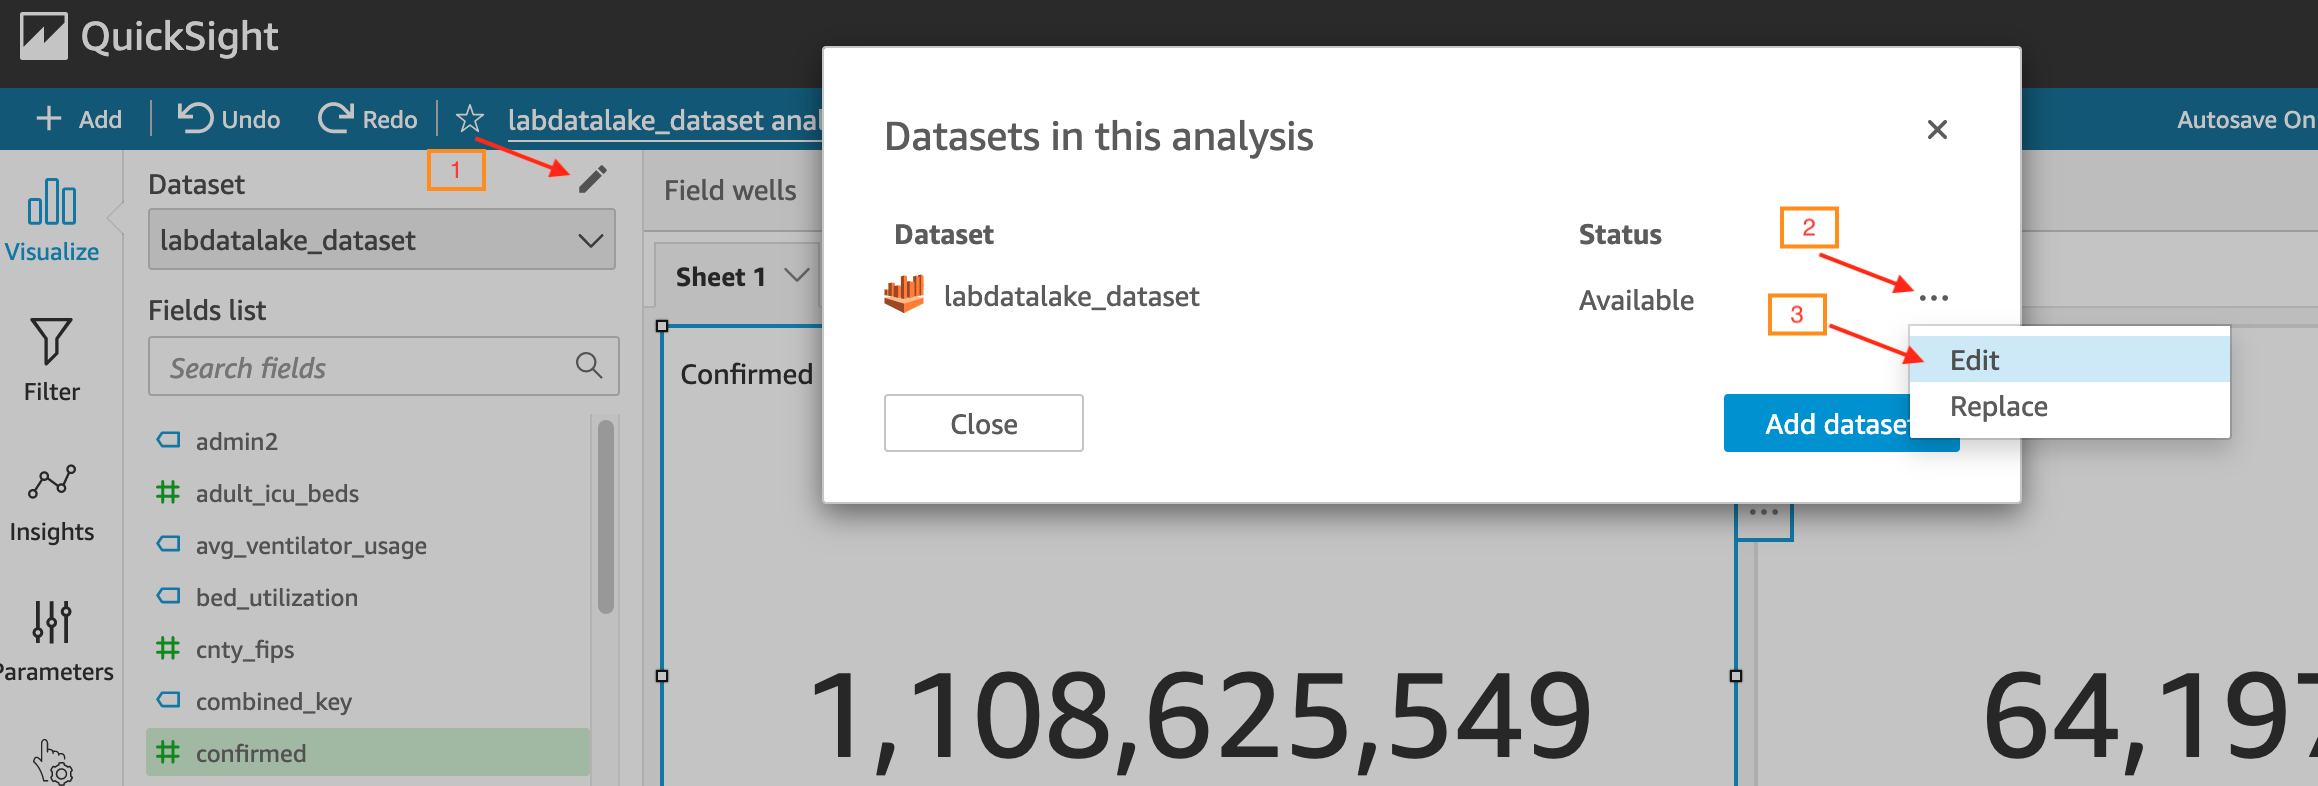 QuickSight
+ Add
Undo
Redo
labdatalake_dataset anal
Autosave On
Visualize
Filter
Insights
Parameters
Dataset
1
labdatalake_dataset
Fields list
Search fields
admin2
adult_icu_beds
avg_ventilator_usage
bed_utilization
cnty_fips
combined_key
confirmed
Field wells
Sheet 1
Confirmed
1,108,625,549
64,197
Datasets in this analysis
Dataset
Status
2
labdatalake_dataset
Available
3
Edit
Replace
Close
Add dataset